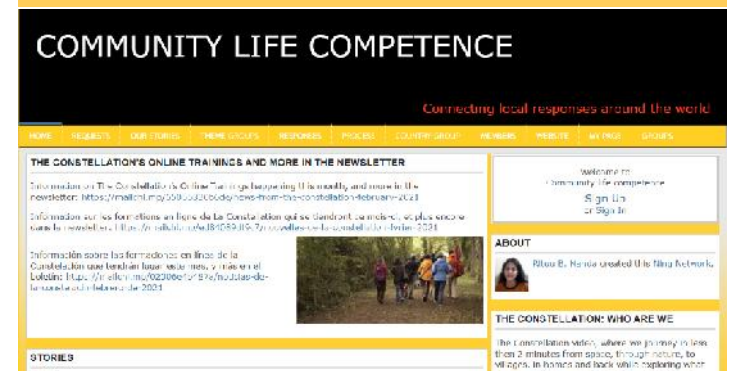 COMMUNITY LIFE COMPETENCE
Connecting local responses around the world
HOME REQUESTS OUR STORIES THEME GROUPS RESPONSES PROCESS COUNTRY GROUP MEMBERS WEBSITE MY PAGE GROUPS
THE CONSTELLATION'S ONLINE TRAININGS AND MORE IN THE NEWSLETTER
Information on The Constellation's Online Trainings happening this month, and more in the
newsletter:
Information sur les formations en ligne de La Constellation qui se tiendront ce mois-ci, et plus encore
dans la newsletter:
Información sobre las formaciones en línea de la
Constelación que tendrán lugar este mes, y más en el
boletín:
STORIES
Welcome to
Community life competence
Sign Up
or Sign In
ABOUT
created this Ning Network.
THE CONSTELLATION: WHO ARE WE
The Constellation video, where we journey in less
then 2 minutes from space, through nature, to
villages, in homes and back while exploring what